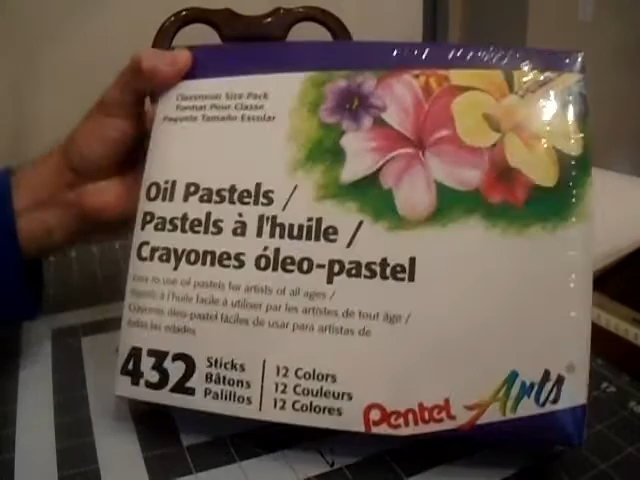 Classroom Size Pack
Format Pour Classe
Paquete Tamaño Escolar
Oil Pastels /
Pastels à l'huile /
Crayones óleo-pastel
Easy to use oil pastels for artists of all ages /
Pastels à l'huile facile à utiliser par les artistes de tout âge /
Crayones óleo-pastel fáciles de usar para artistas de
todas las edades
432
Sticks
Bâtons
Palillos
12 Colors
12 Couleurs
12 Colores
Pentel Arts®